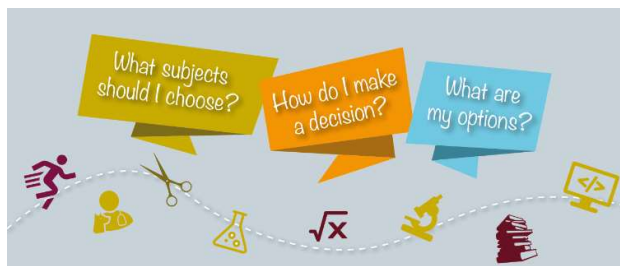 What subjects
should I choose?
How do I make
a decision?
What are
my options?
√x
</>